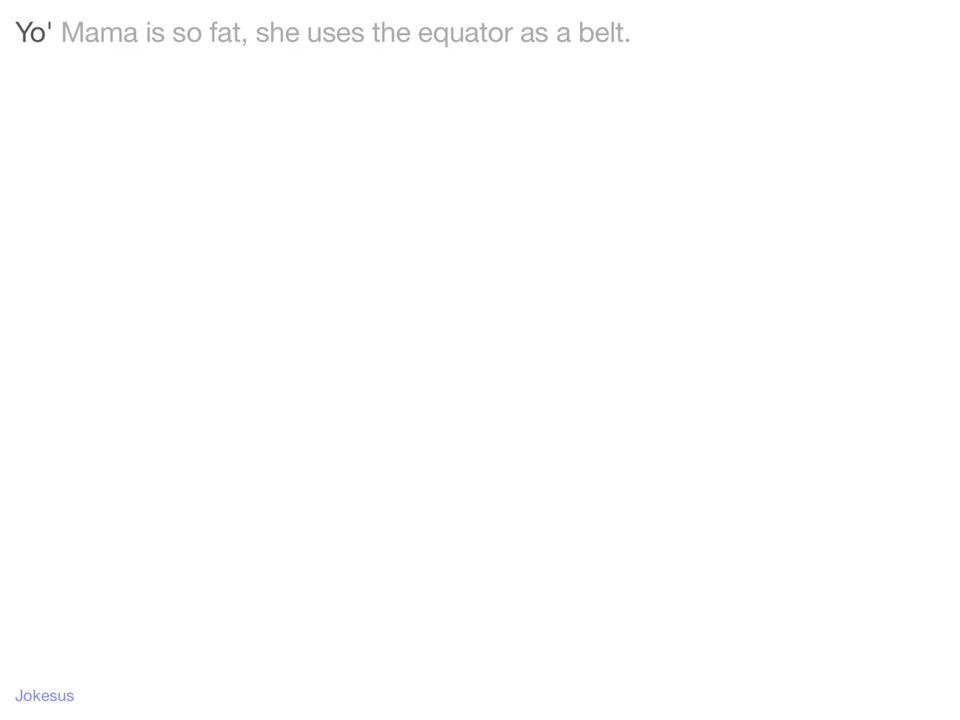 Yo' Mama is so fat, she uses the equator as a belt.
Jokesus